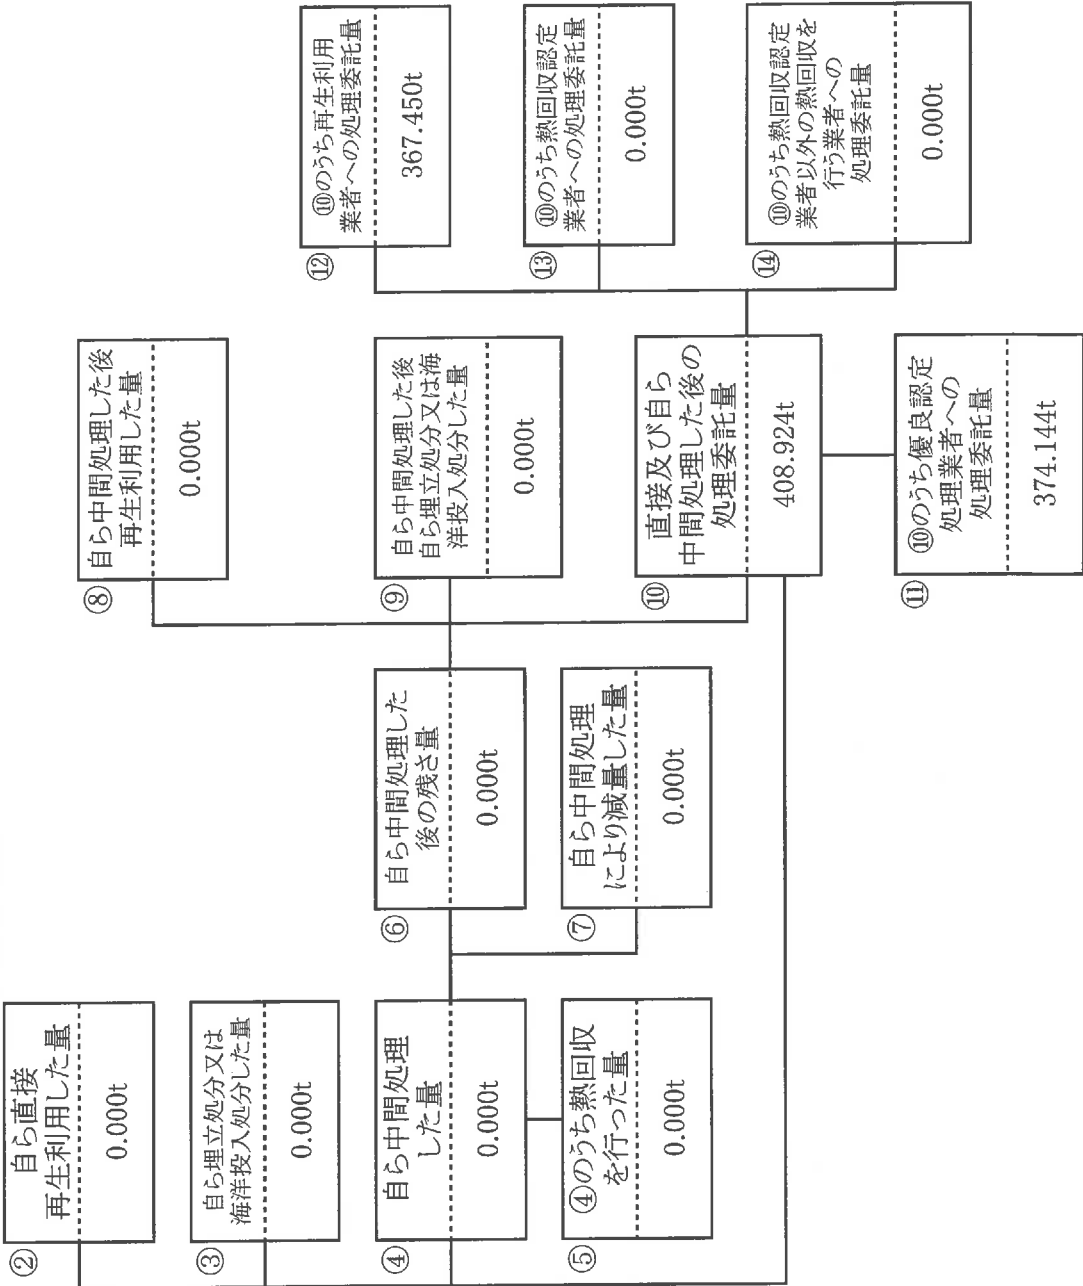 ②
自ら直接
再生利用した量
0.000t
③
自ら埋立処分又は
海洋投入処分した量
0.000t
④
自ら中間処理
した量
0.000t
⑤
④のうち熱回収
を行った量
0.000t
⑥
自ら中間処理した
後の残さ量
0.000t
⑦
自ら中間処理
により減量した量
0.000t
⑧
自ら中間処理した後
再生利用した量
0.000t
⑨
自ら中間処理した後
自ら埋立処分又は海
洋投入処分した量
0.000t
⑩
直接及び自ら
中間処理した後の
処理委託量
408.924t
⑪
⑩のうち優良認定
処理業者への
処理委託量
374.144t
⑫
⑩のうち再生利用
業者への処理委託量
367.450t
⑬
⑩のうち熱回収認定
業者への処理委託量
0.000t
⑭
⑩のうち熱回収認定
業者以外の熱回収を
行う業者への
処理委託量
0.000t